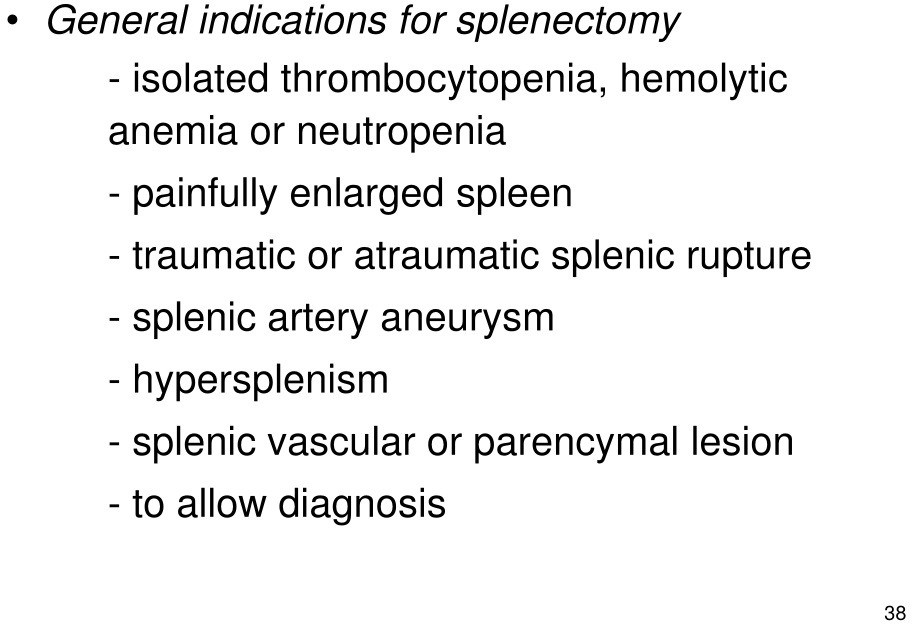 • General indications for splenectomy
- isolated thrombocytopenia, hemolytic
anemia or neutropenia
- painfully enlarged spleen
- traumatic or atraumatic splenic rupture
- splenic artery aneurysm
- hypersplenism
- splenic vascular or parencymal lesion
- to allow diagnosis
38